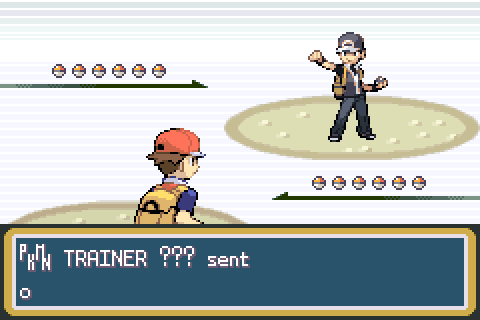 PKMN TRAINER ??? sent
o